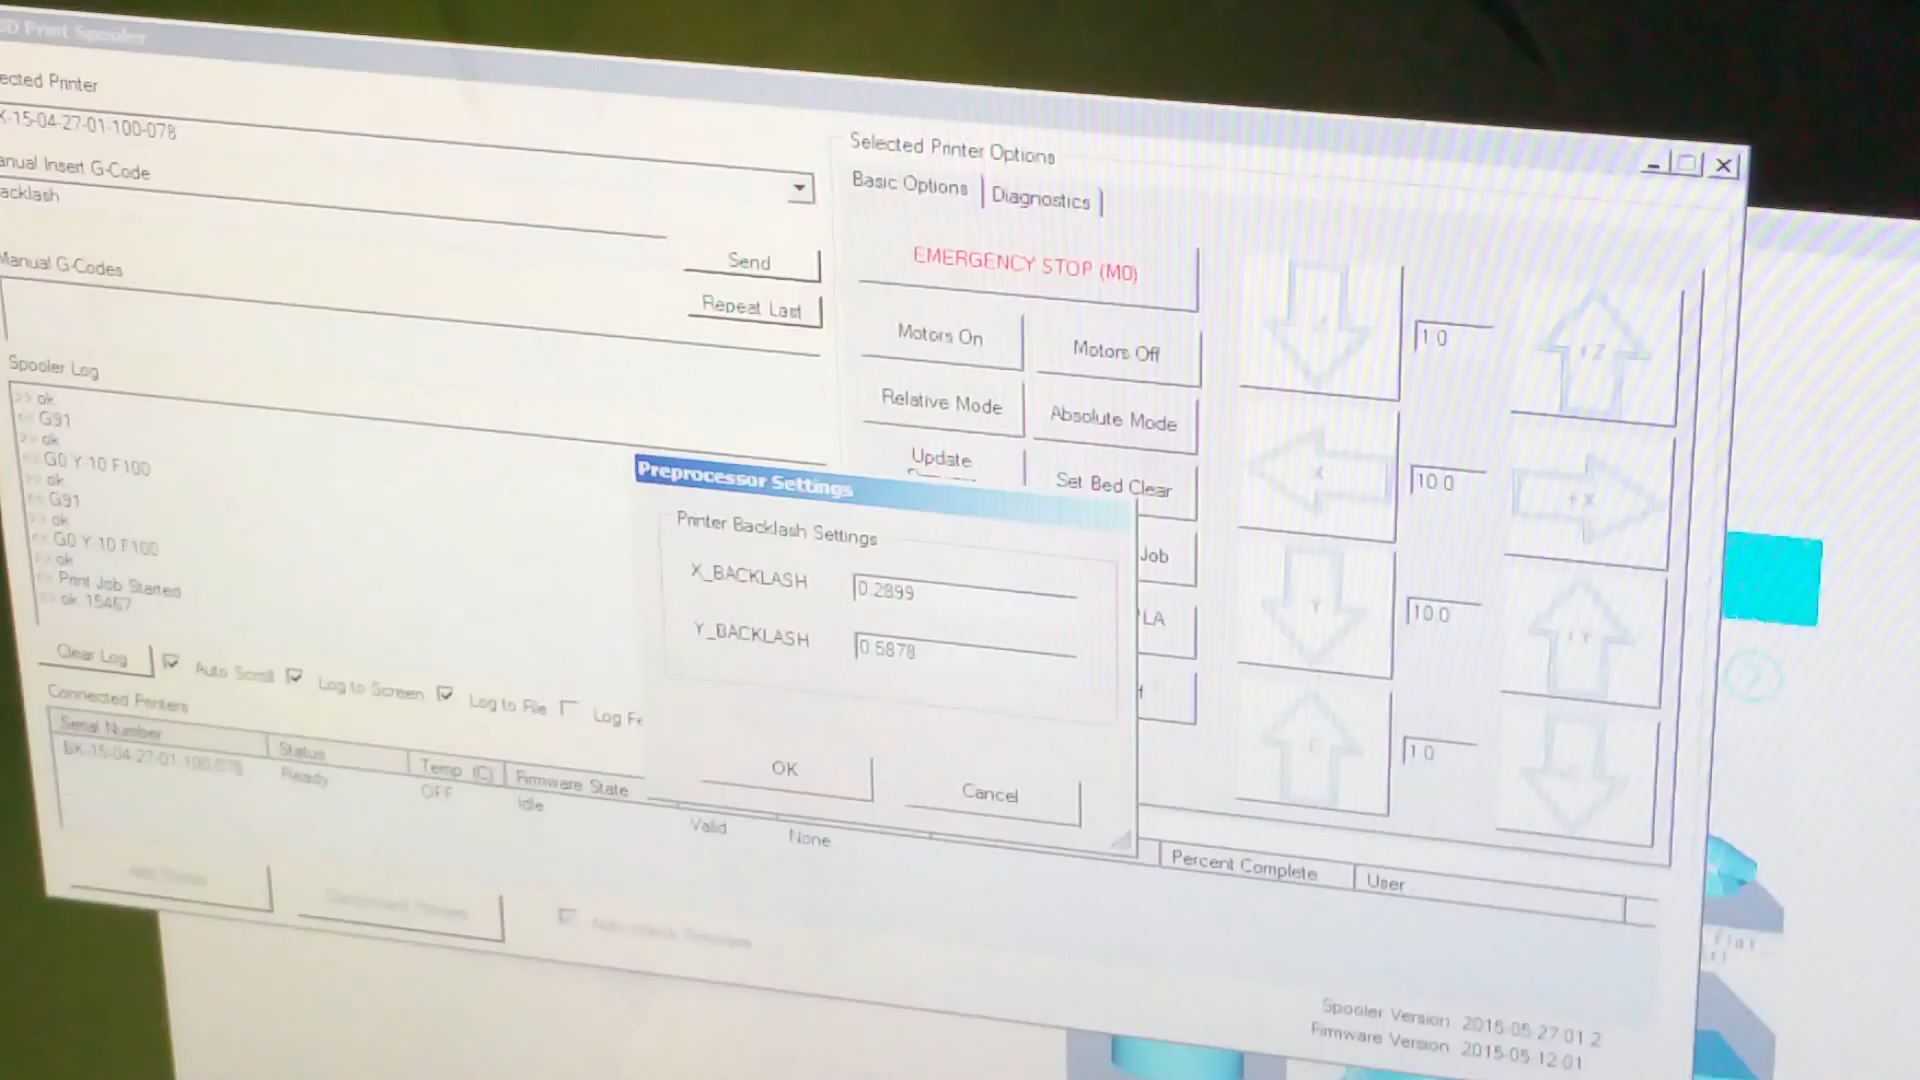 3D Print Spooler
ected Printer
K-15-04-27-01-100-078
anual Insert G-Code
acklash
Send
Manual G-Codes
Repeat Last
Spooler Log
>> ok
<< G91
>> ok
<< G0 Y-10 F100
>> ok
<< G91
>> ok
<< G0 Y-10 F100
>> ok
<< Print Job Started
>> ok 15467
Clear Log
Auto Scroll
Log to Screen
Log to File
Log Fe
Connected Printers
Serial Number
Status
Temp (C)
Firmware State
BK-15-04-27-01-100-078
Ready
OFF
Idle
Valid
None
Percent Complete
User
Selected Printer Options
Basic Options
Diagnostics
EMERGENCY STOP (M0)
Motors On
Motors Off
Relative Mode
Absolute Mode
Update
Set Bed Clear
Job
LA
f
1.0
+ Z
X
10.0
+ X
Y
10.0
+ Y
E
1.0
Preprocessor Settings
Printer Backlash Settings
X_BACKLASH
0.2899
Y_BACKLASH
0.5878
OK
Cancel
Spooler Version 2015-05-27-01 2
Firmware Version 2015-05-12-01
?
Flat